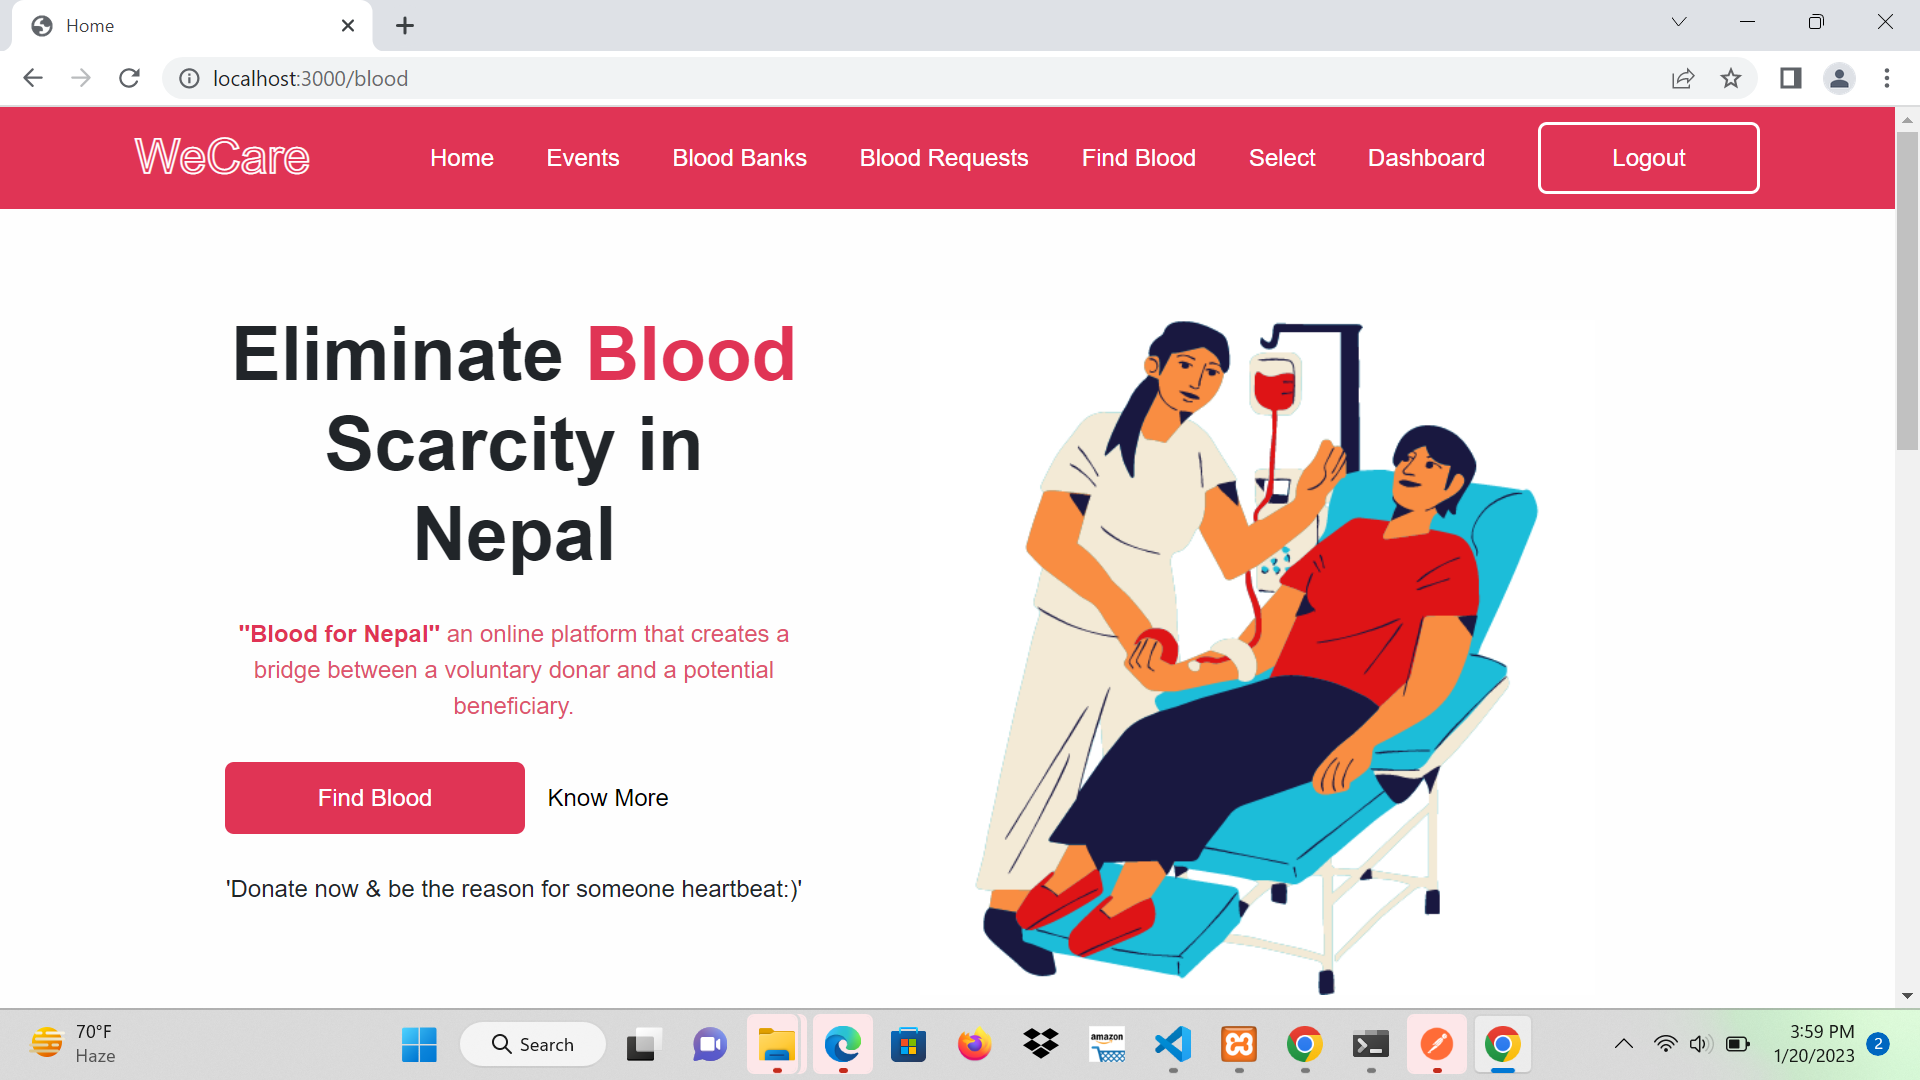 Home
localhost:3000/blood
WeCare
Home
Events
Blood Banks
Blood Requests
Find Blood
Select
Dashboard
Logout
Eliminate Blood
Scarcity in
Nepal
"Blood for Nepal" an online platform that creates a
bridge between a voluntary donar and a potential
beneficiary.
Find Blood
Know More
'Donate now & be the reason for someone heartbeat:)'
70°F
Haze
Search
amazon
3:59 PM
1/20/2023
2